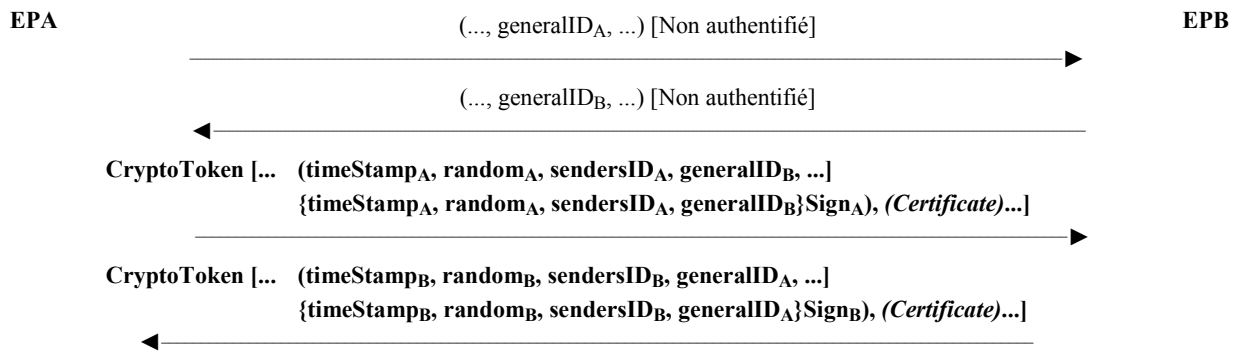 EPA (..., generalID_A, ...) [Non authentifié] EPB
(..., generalID_B, ...) [Non authentifié]
CryptoToken [... (timeStamp_A, random_A, sendersID_A, generalID_B, ...]
{timeStamp_A, random_A, sendersID_A, generalID_B}Sign_A), (Certificate)...]
CryptoToken [... (timeStamp_B, random_B, sendersID_B, generalID_A, ...]
{timeStamp_B, random_B, sendersID_B, generalID_A}Sign_B), (Certificate)...]